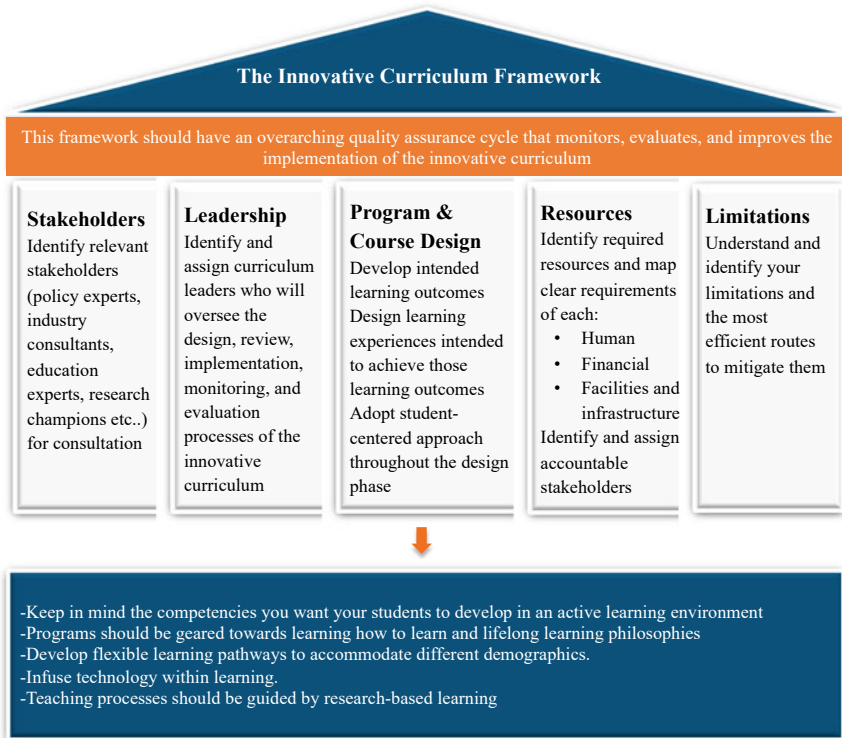 The Innovative Curriculum Framework
This framework should have an overarching quality assurance cycle that monitors, evaluates, and improves the
implementation of the innovative curriculum
Stakeholders
Identify relevant
stakeholders
(policy experts,
industry
consultants,
education
experts, research
champions etc..)
for consultation
Leadership
Identify and
assign curriculum
leaders who will
oversee the
design, review,
implementation,
monitoring, and
evaluation
processes of the
innovative
curriculum
Program &
Course Design
Develop intended
learning outcomes
Design learning
experiences intended
to achieve those
learning outcomes
Adopt student-
centered approach
throughout the design
phase
Resources
Identify required
resources and map
clear requirements
of each:
• Human
• Financial
• Facilities and
infrastructure
Identify and assign
accountable
stakeholders
Limitations
Understand and
identify your
limitations and
the most
efficient routes
to mitigate them
-Keep in mind the competencies you want your students to develop in an active learning environment
-Programs should be geared towards learning how to learn and lifelong learning philosophies
-Develop flexible learning pathways to accommodate different demographics.
-Infuse technology within learning.
-Teaching processes should be guided by research-based learning